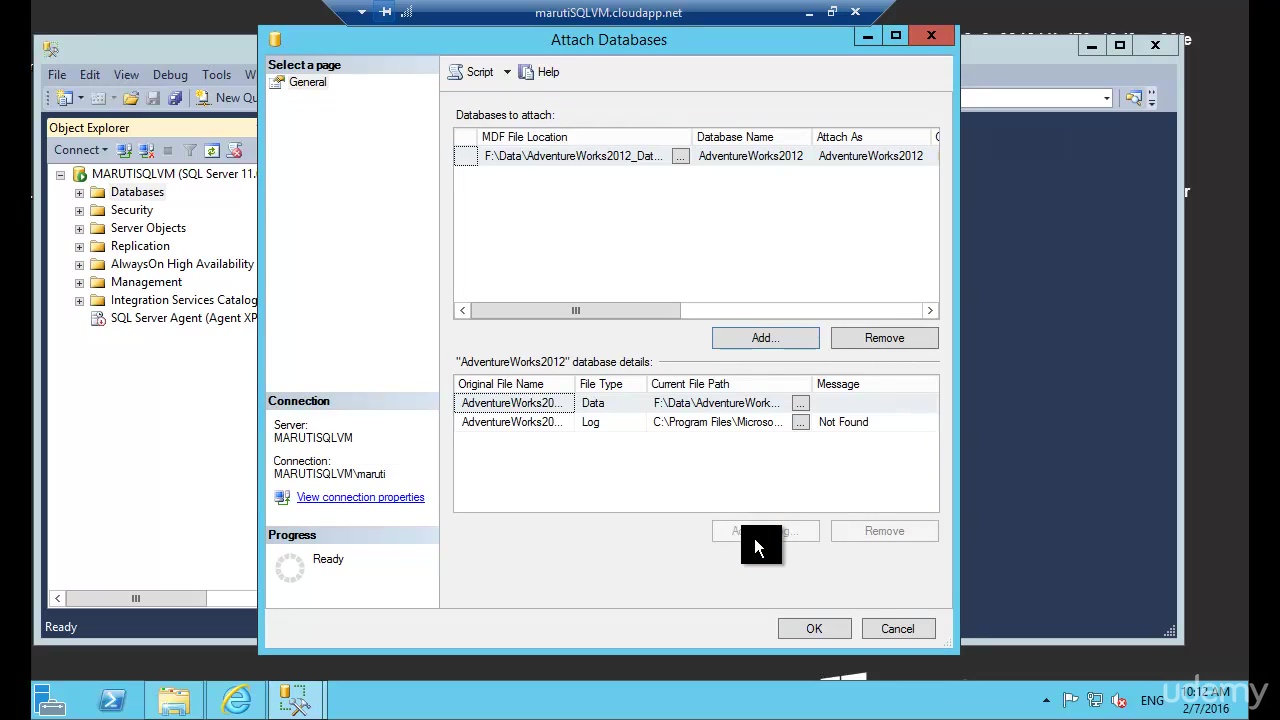 marutiSQLVM.cloudapp.net
Attach Databases
File Edit View Debug Tools
New Qu
Object Explorer
Connect
MARUTISQLVM (SQL Server 11.
Databases
Security
Server Objects
Replication
AlwaysOn High Availability
Management
Integration Services Catalog
SQL Server Agent (Agent XP
Ready
Select a page
General
Connection
Server:
MARUTISQLVM
Connection:
MARUTISQLVM\maruti
View connection properties
Progress
Ready
Script Help
Databases to attach:
MDF File Location Database Name Attach As
F:\Data\AdventureWorks2012_Dat... ... AdventureWorks2012 AdventureWorks2012
Add... Remove
"AdventureWorks2012" database details:
Original File Name File Type Current File Path Message
AdventureWorks20... Data F:\Data\AdventureWork... ...
AdventureWorks20... Log C:\Program Files\Microso... ... Not Found
Remove
OK Cancel
ENG
10:12 AM
2/7/2016
udemy